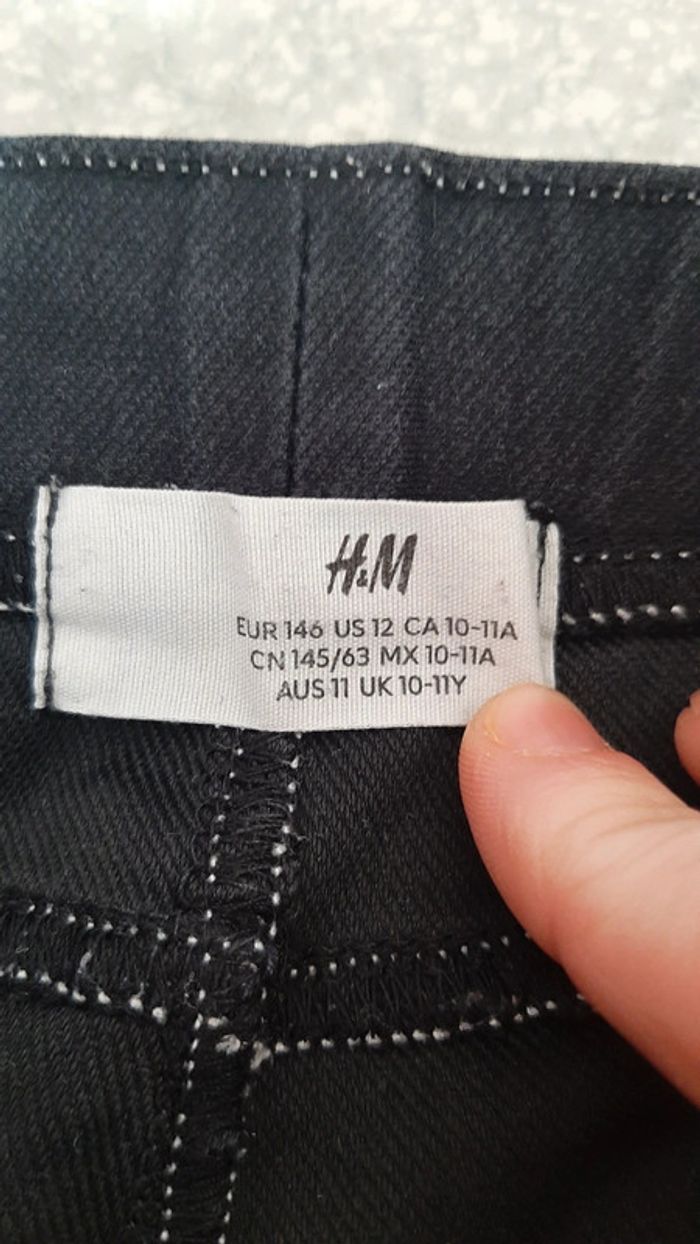 H&M
EUR 146 US 12 CA 10-11A
CN 145/63 MX 10-11A
AUS 11 UK 10-11Y